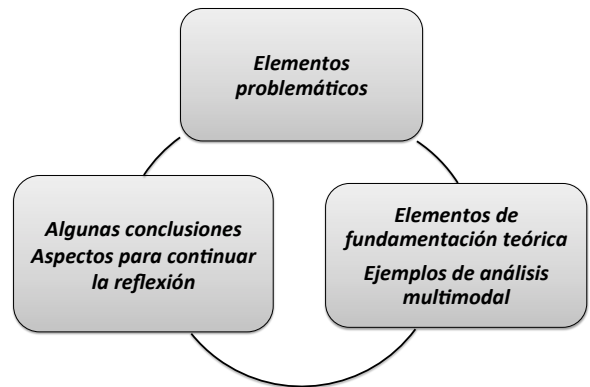 Elementos
problemáticos
Algunas conclusiones
Aspectos para continuar
la reflexión
Elementos de
fundamentación teórica
Ejemplos de análisis
multimodal